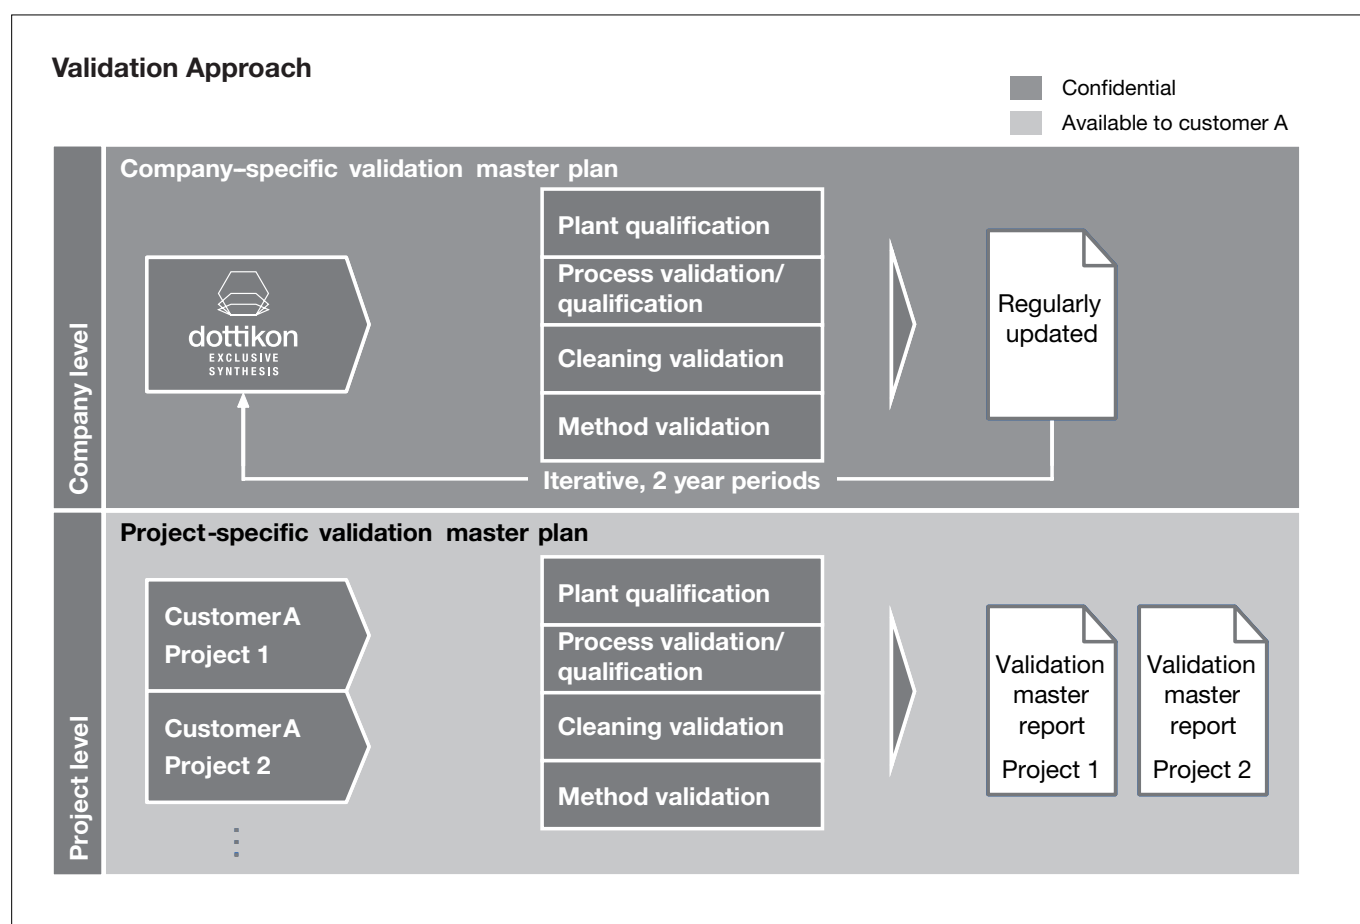 Validation Approach
Confidential
Available to customer A
Company level
Company–specific validation master plan
dottikon
EXCLUSIVE
SYNTHESIS
Plant qualification
Process validation/
qualification
Cleaning validation
Method validation
Regularly
updated
Iterative, 2 year periods
Project level
Project-specific validation master plan
Customer A
Project 1
Customer A
Project 2
Plant qualification
Process validation/
qualification
Cleaning validation
Method validation
Validation
master
report
Project 1
Validation
master
report
Project 2